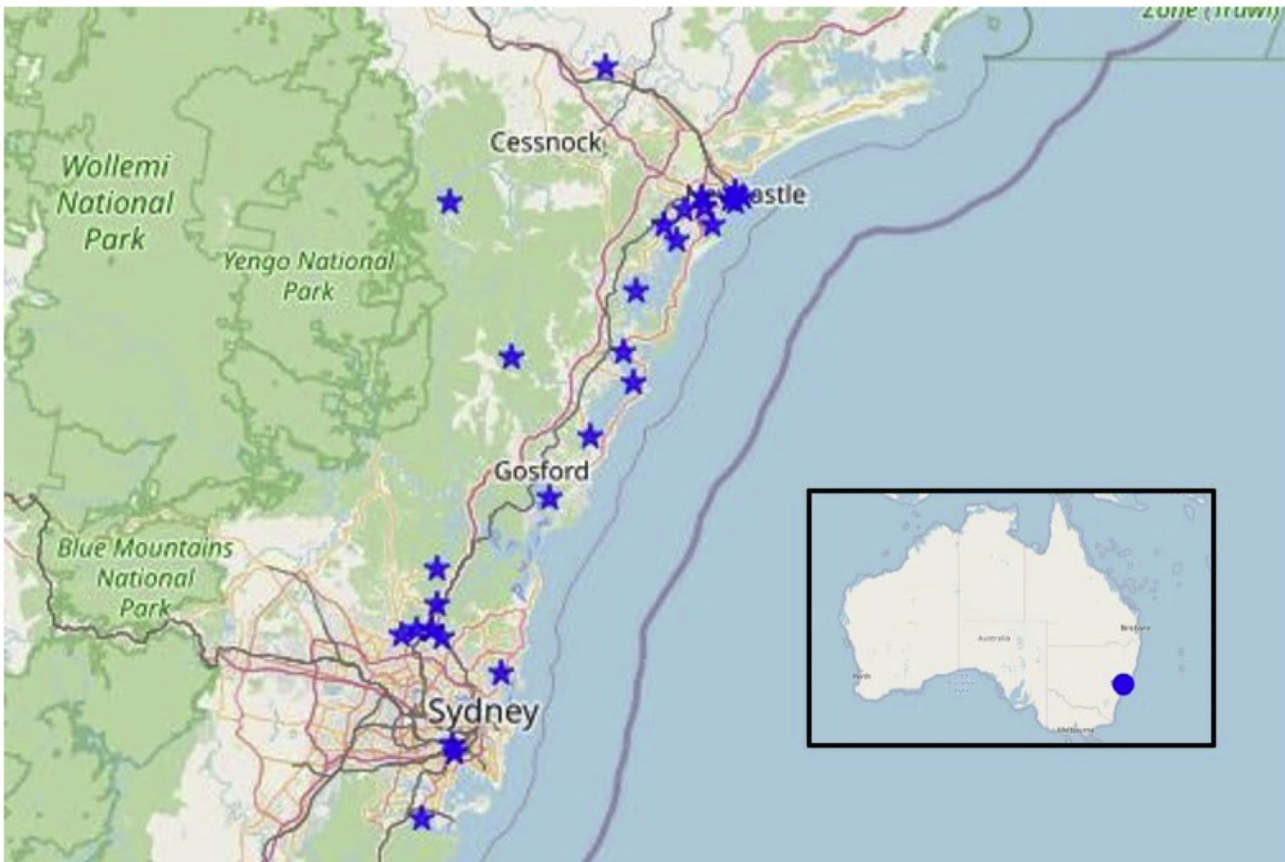 Zone (Trawl)
Cessnock
Wollemi
National
Park
Newcastle
Yengo National
Park
Gosford
Blue Mountains
National
Park
Sydney
Brisbane
Australia
Perth
Melbourne